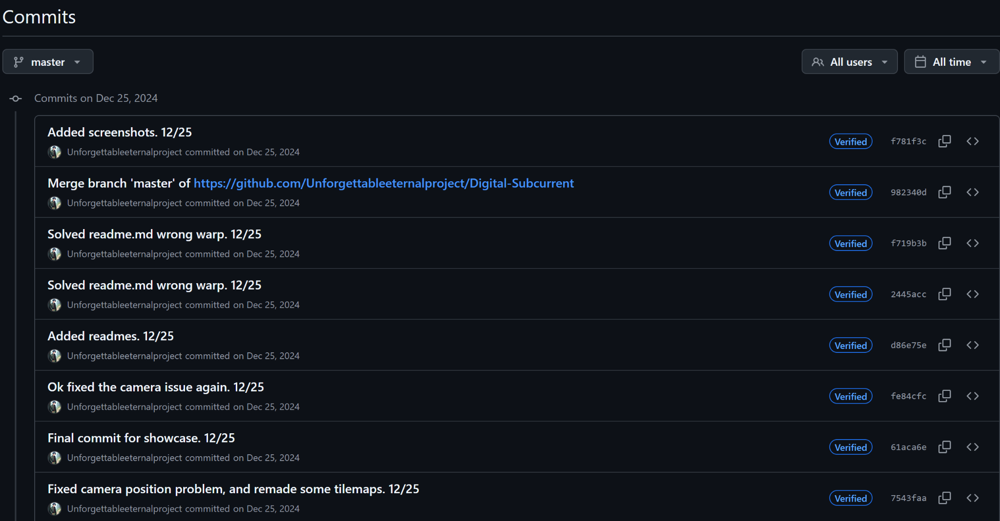 Commits
master
All users
All time
Commits on Dec 25, 2024
Added screenshots. 12/25
Unforgettableeternalproject committed on Dec 25, 2024
Verified
f781f3c
Merge branch 'master' of https://github.com/Unforgettableeternalproject/Digital-Subcurrent
Unforgettableeternalproject committed on Dec 25, 2024
Verified
982340d
Solved readme.md wrong warp. 12/25
Unforgettableeternalproject committed on Dec 25, 2024
Verified
f719b3b
Solved readme.md wrong warp. 12/25
Unforgettableeternalproject committed on Dec 25, 2024
Verified
2445acc
Added readmes. 12/25
Unforgettableeternalproject committed on Dec 25, 2024
Verified
d86e75e
Ok fixed the camera issue again. 12/25
Unforgettableeternalproject committed on Dec 25, 2024
Verified
fe84cfc
Final commit for showcase. 12/25
Unforgettableeternalproject committed on Dec 25, 2024
Verified
61aca6e
Fixed camera position problem, and remade some tilemaps. 12/25
Unforgettableeternalproject committed on Dec 25, 2024
Verified
7543faa